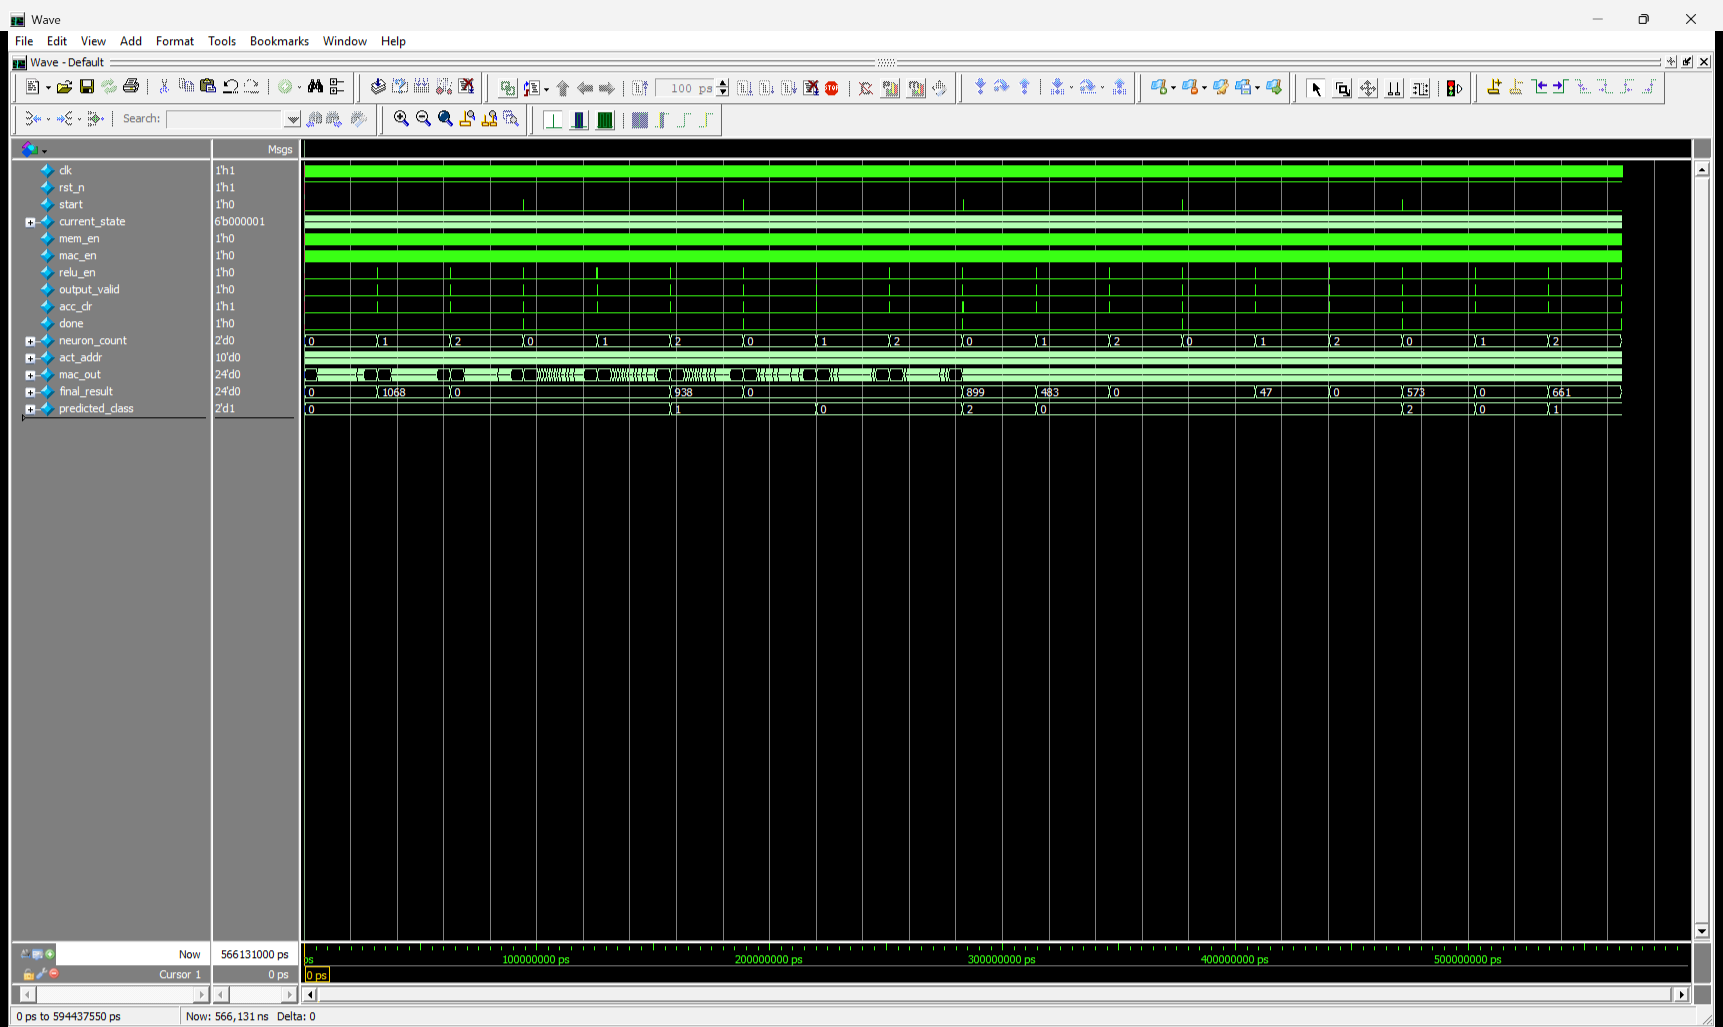 Wave
File Edit View Add Format Tools Bookmarks Window Help
Wave - Default
100 ps
STOP
Search:
Msgs
clk 1'h1
rst_n 1'h1
start 1'h0
current_state 6'b000001
mem_en 1'h0
mac_en 1'h0
relu_en 1'h0
output_valid 1'h0
acc_clr 1'h1
done 1'h0
neuron_count 2'd0 0 1 2 0 1 2 0 1 2 0 1 2 0 1 2 0 1 2
act_addr 10'd0
mac_out 24'd0
final_result 24'd0 0 1068 0 938 0 899 483 0 47 0 573 0 661
predicted_class 2'd1 0 1 0 2 0 2 0 1
Now 566131000 ps ps 100000000 ps 200000000 ps 300000000 ps 400000000 ps 500000000 ps
Cursor 1 0 ps 0 ps
0 ps to 594437550 ps Now: 566,131 ns Delta: 0